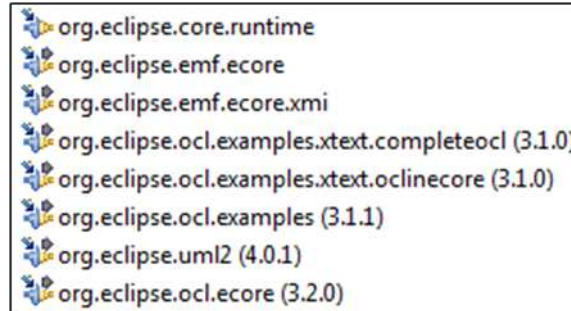 org.eclipse.core.runtime
org.eclipse.emf.ecore
org.eclipse.emf.ecore.xmi
org.eclipse.ocl.examples.xtext.completeocl (3.1.0)
org.eclipse.ocl.examples.xtext.oclinecore (3.1.0)
org.eclipse.ocl.examples (3.1.1)
org.eclipse.uml2 (4.0.1)
org.eclipse.ocl.ecore (3.2.0)